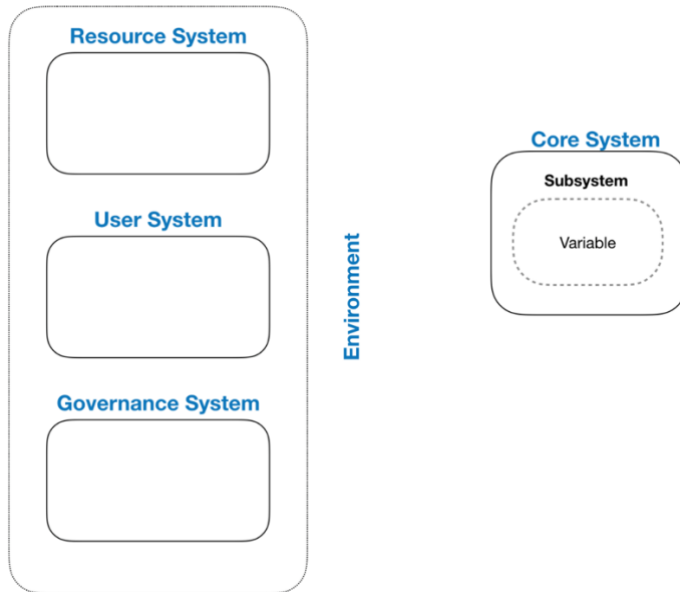 Resource System
User System
Governance System
Environment
Core System
Subsystem
Variable